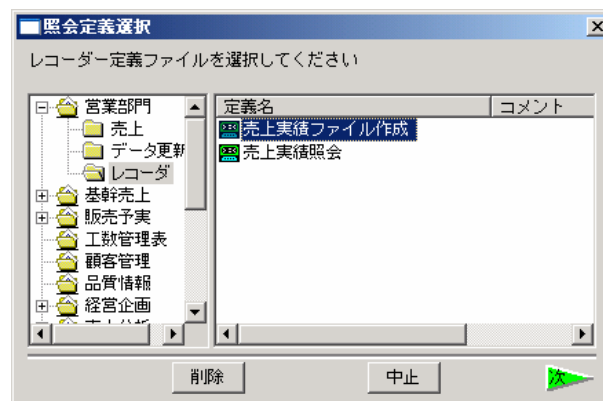 照会定義選択
レコーダー定義ファイルを選択してください
定義名 コメント
営業部門
売上
データ更新
レコーダ
基幹売上
販売予実
工数管理表
顧客管理
品質情報
経営企画
売上実績ファイル作成
売上実績照会
削除 中止 次